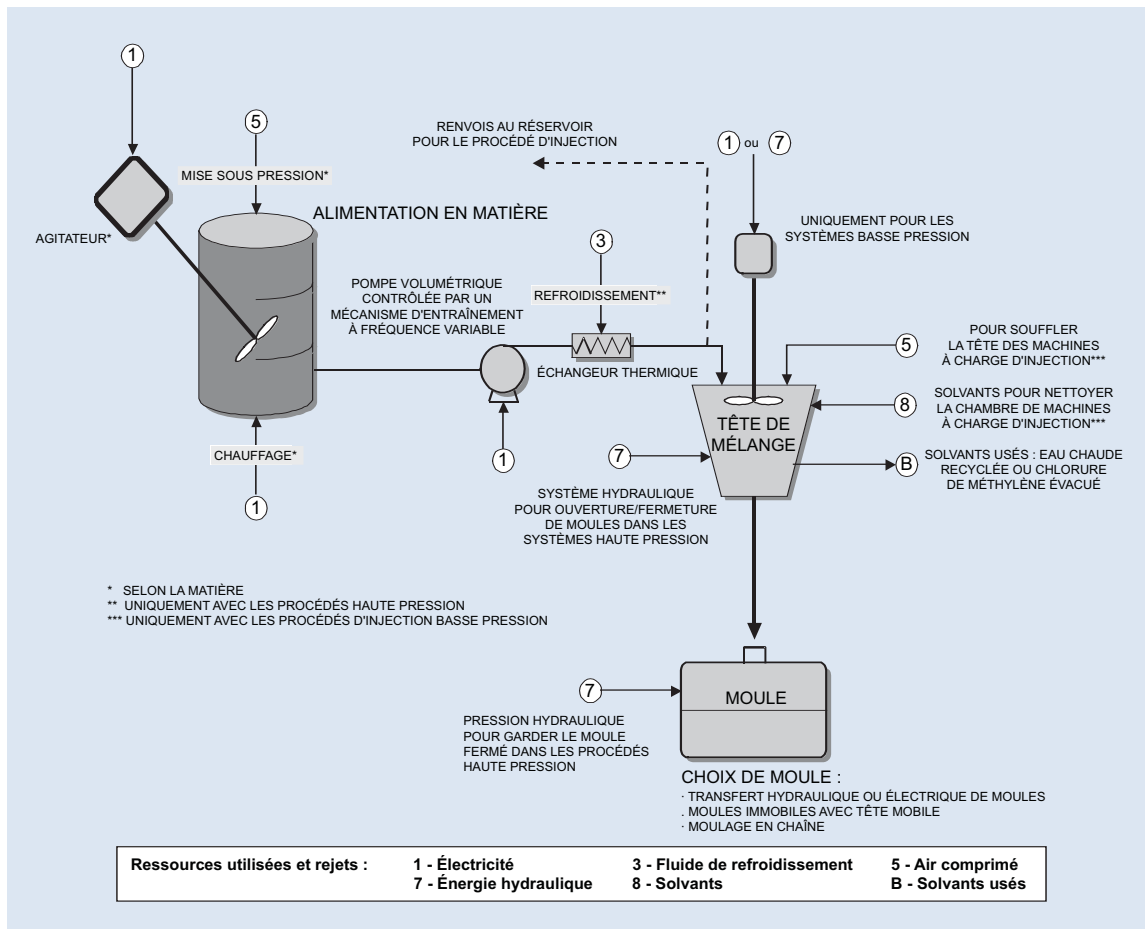 1
5
MISE SOUS PRESSION*
AGITATEUR*
ALIMENTATION EN MATIÈRE
CHAUFFAGE*
1
RENVOIS AU RÉSERVOIR
POUR LE PROCÉDÉ D'INJECTION
POMPE VOLUMÉTRIQUE
CONTRÔLÉE PAR UN
MÉCANISME D'ENTRAÎNEMENT
À FRÉQUENCE VARIABLE
1
3
REFROIDISSEMENT**
ÉCHANGEUR THERMIQUE
1 ou 7
UNIQUEMENT POUR LES
SYSTÈMES BASSE PRESSION
5
POUR SOUFFLER
LA TÊTE DES MACHINES
À CHARGE D'INJECTION***
8
SOLVANTS POUR NETTOYER
LA CHAMBRE DE MACHINES
À CHARGE D'INJECTION***
B
SOLVANTS USÉS : EAU CHAUDE
RECYCLÉE OU CHLORURE
DE MÉTHYLÈNE ÉVACUÉ
TÊTE DE
MÉLANGE
7
SYSTÈME HYDRAULIQUE
POUR OUVERTURE/FERMETURE
DE MOULES DANS LES
SYSTÈMES HAUTE PRESSION
* SELON LA MATIÈRE
** UNIQUEMENT AVEC LES PROCÉDÉS HAUTE PRESSION
*** UNIQUEMENT AVEC LES PROCÉDÉS D'INJECTION BASSE PRESSION
7
PRESSION HYDRAULIQUE
POUR GARDER LE MOULE
FERMÉ DANS LES PROCÉDÉS
HAUTE PRESSION
MOULE
CHOIX DE MOULE :
· TRANSFERT HYDRAULIQUE OU ÉLECTRIQUE DE MOULES
. MOULES IMMOBILES AVEC TÊTE MOBILE
· MOULAGE EN CHAÎNE
Ressources utilisées et rejets : 1 - Électricité 3 - Fluide de refroidissement 5 - Air comprimé
7 - Énergie hydraulique 8 - Solvants B - Solvants usés